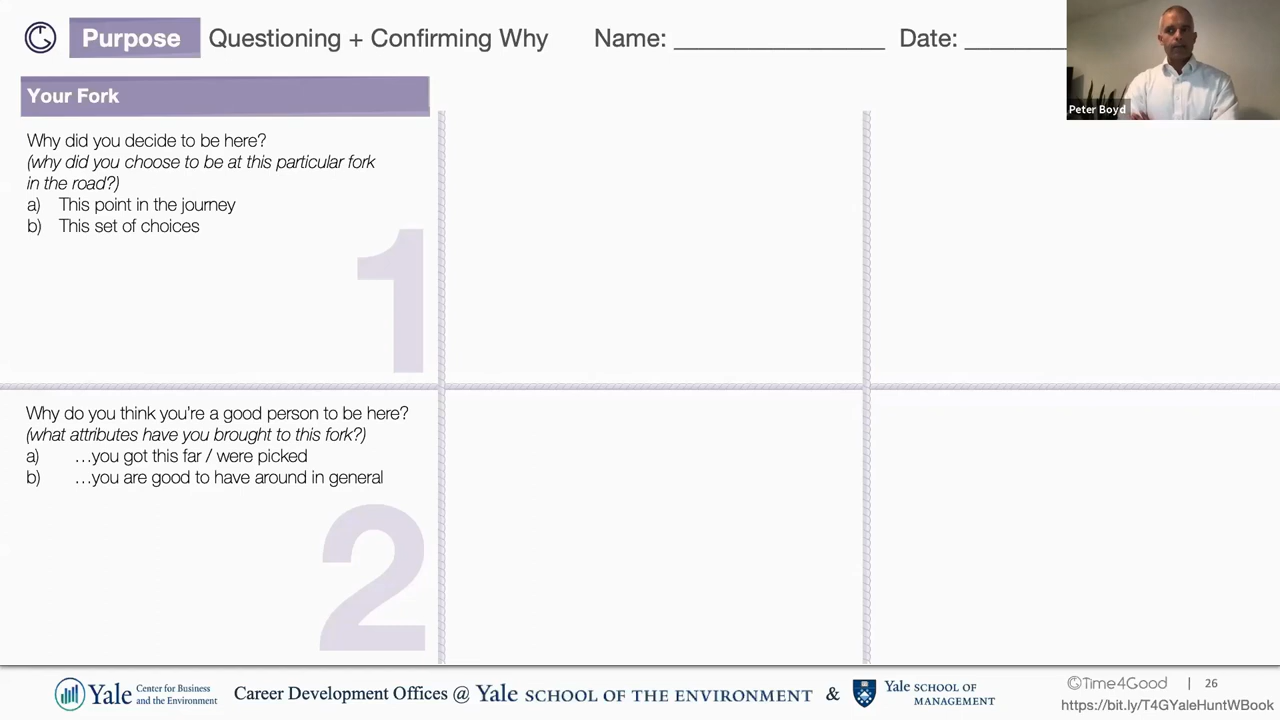 Purpose Questioning + Confirming Why Name: _______________ Date: ________
Peter Boyd
Your Fork
Why did you decide to be here?
(why did you choose to be at this particular fork
in the road?)
a) This point in the journey
b) This set of choices
1
Why do you think you're a good person to be here?
(what attributes have you brought to this fork?)
a) …you got this far / were picked
b) …you are good to have around in general
2
Yale Center for Business
and the Environment
Career Development Offices @ Yale SCHOOL OF THE ENVIRONMENT &
Yale SCHOOL OF
MANAGEMENT
©Time4Good | 26
https://bit.ly/T4GYaleHuntWBook